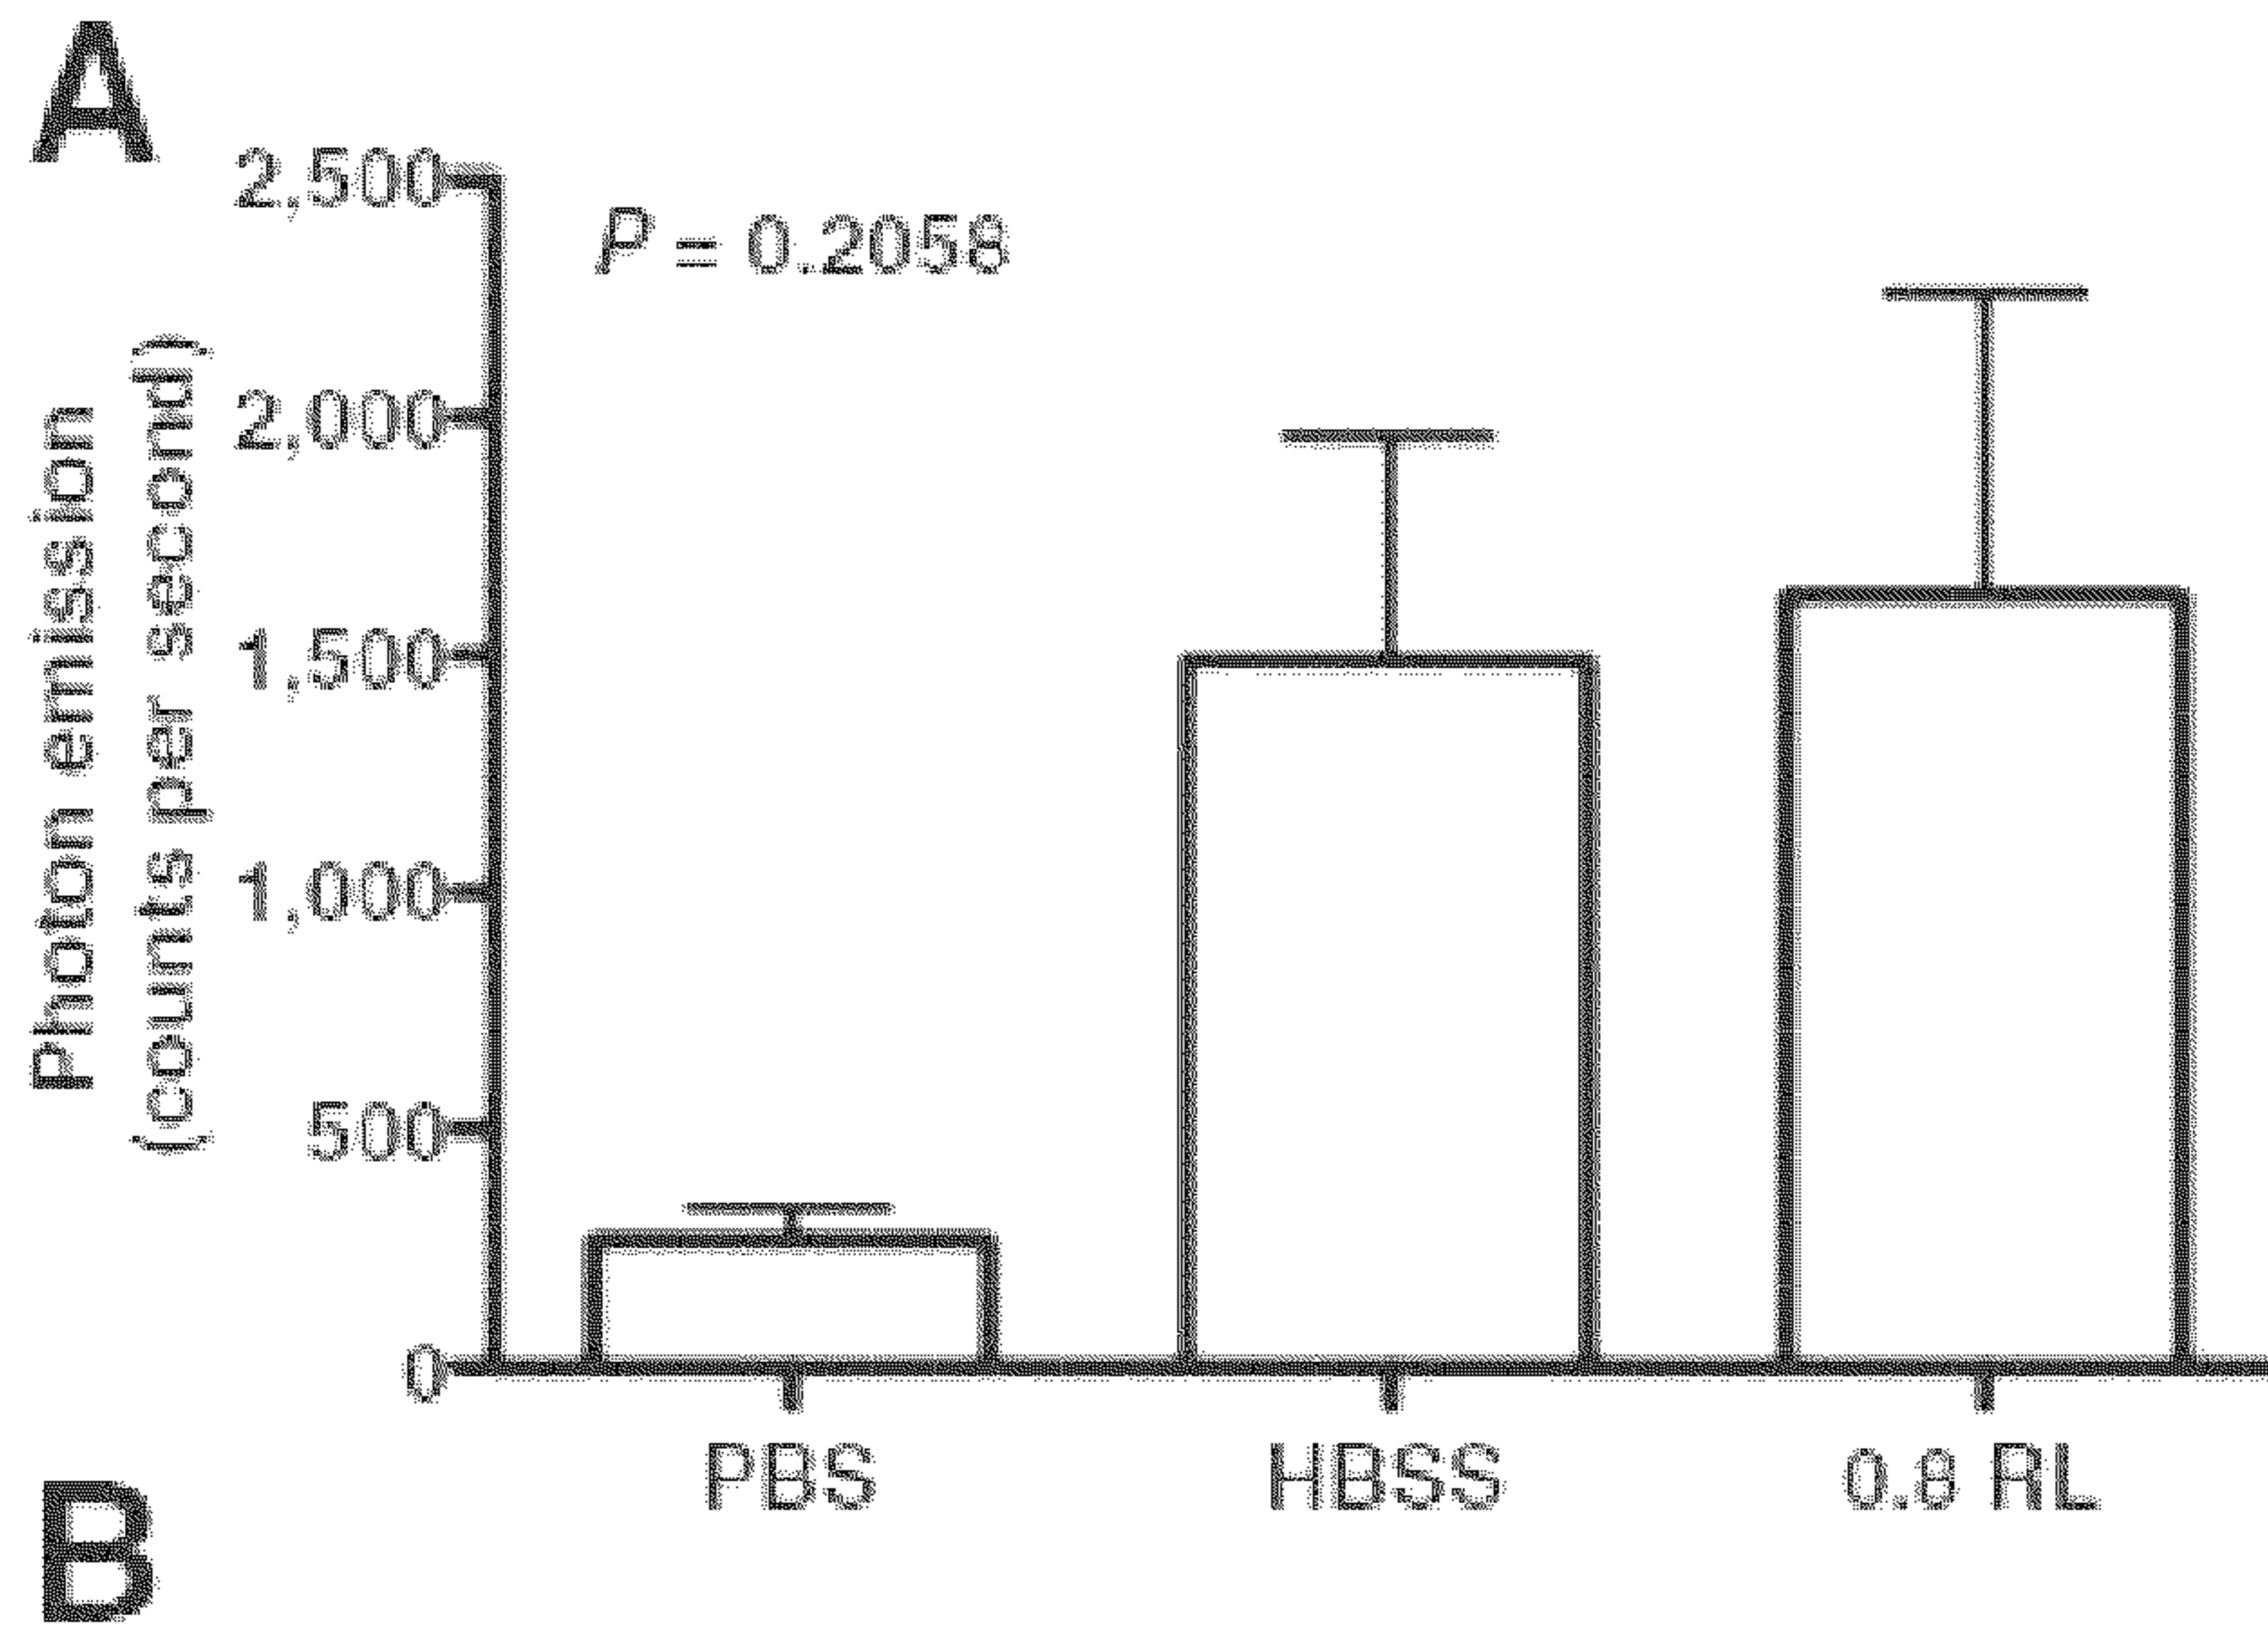 A
2,500
P = 0.2058
2,000
1,500
1,000
500
0
Photon emission
(counts per second)
PBS
HBSS
0.8 RL
B